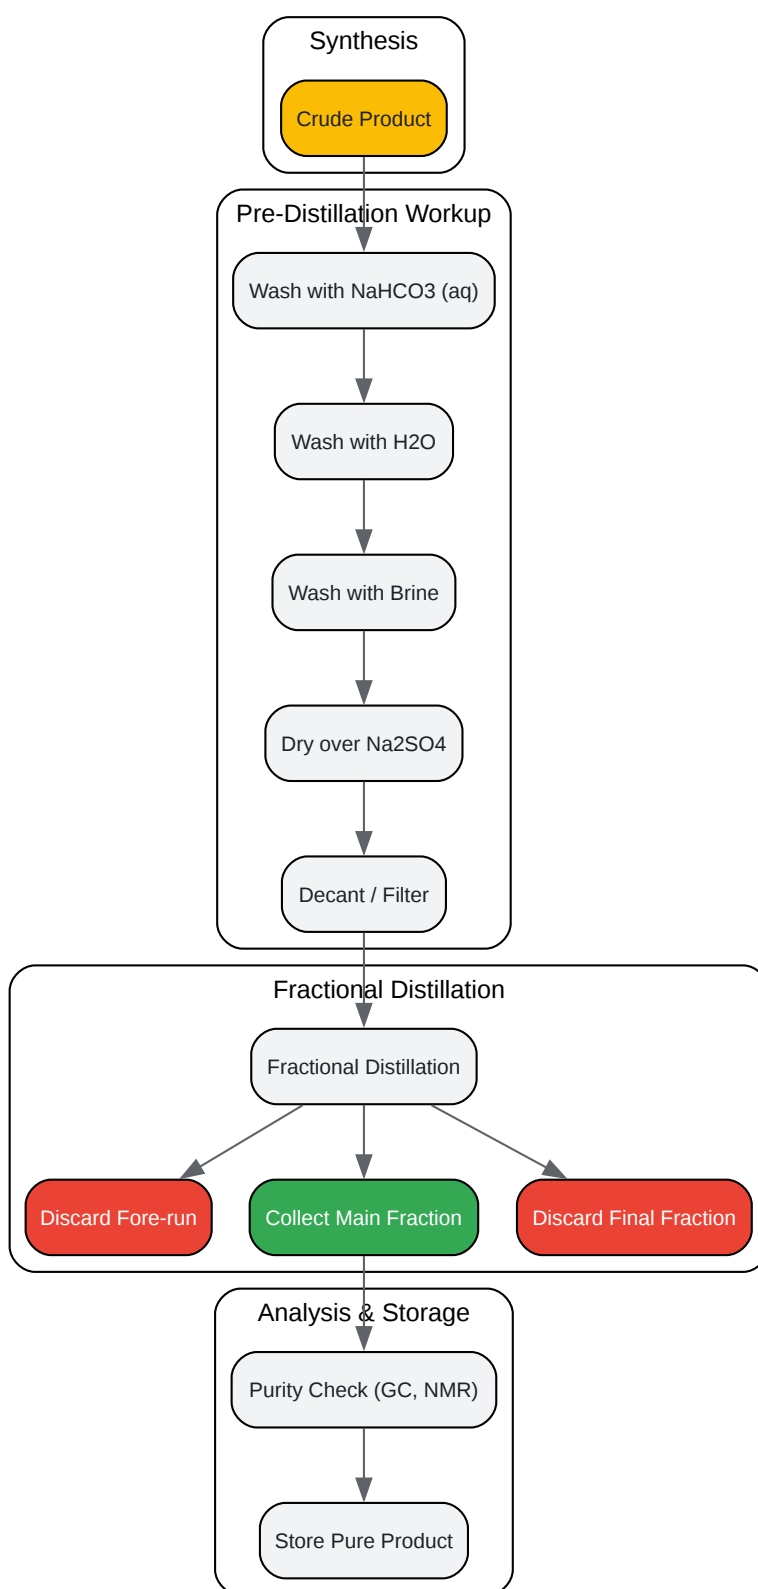 Synthesis
Crude Product
Pre-Distillation Workup
Wash with NaHCO3 (aq)
Wash with H2O
Wash with Brine
Dry over Na2SO4
Decant / Filter
Fractional Distillation
Fractional Distillation
Discard Fore-run
Collect Main Fraction
Discard Final Fraction
Analysis & Storage
Purity Check (GC, NMR)
Store Pure Product